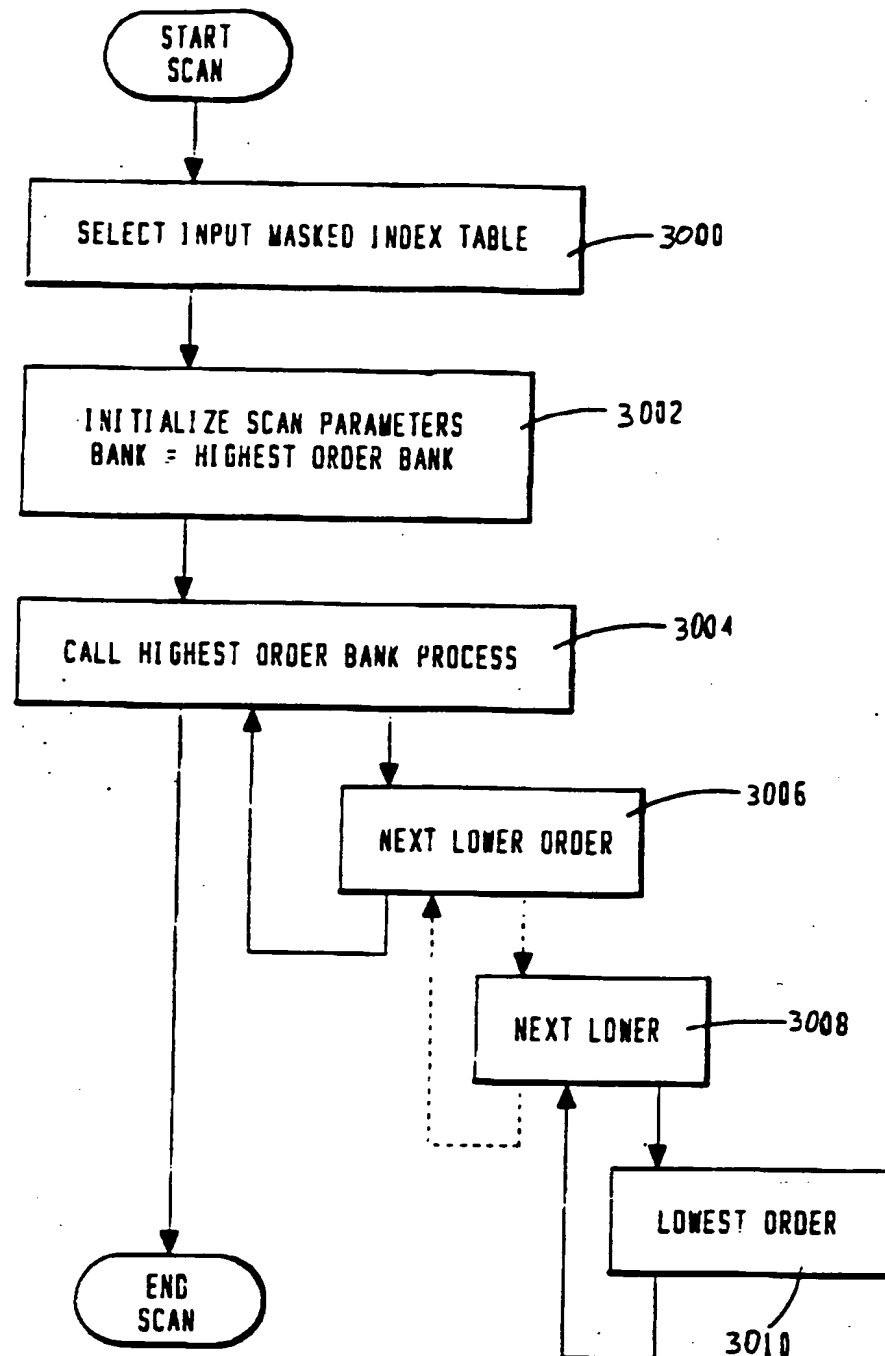 START
SCAN
SELECT INPUT MASKED INDEX TABLE
3000
INITIALIZE SCAN PARAMETERS
BANK = HIGHEST ORDER BANK
3002
CALL HIGHEST ORDER BANK PROCESS
3004
NEXT LOWER ORDER
3006
NEXT LOWER
3008
LOWEST ORDER
3010
END
SCAN